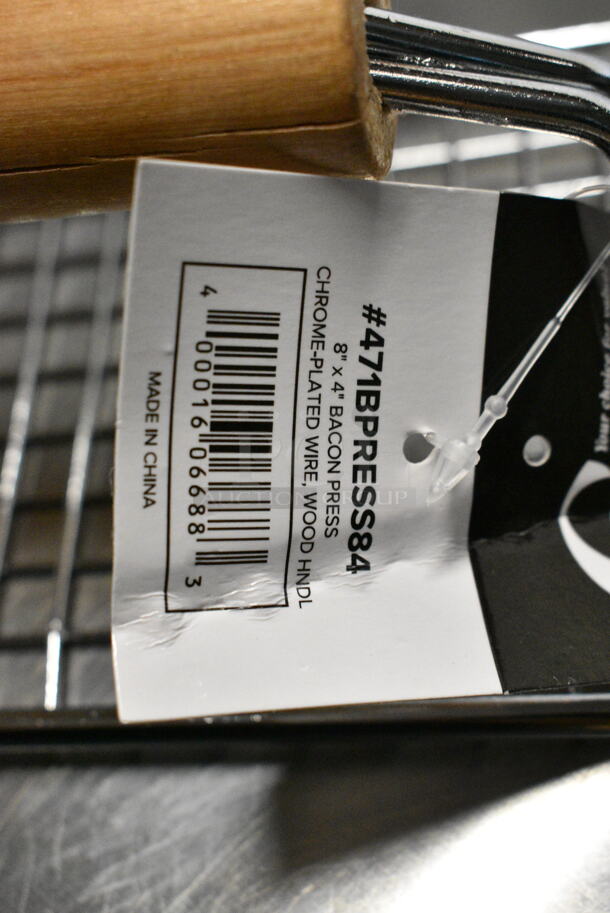 #471BPRESS84
8" x 4" BACON PRESS
CHROME-PLATED WIRE, WOOD HNDL
4 00016 06688 3
MADE IN CHINA